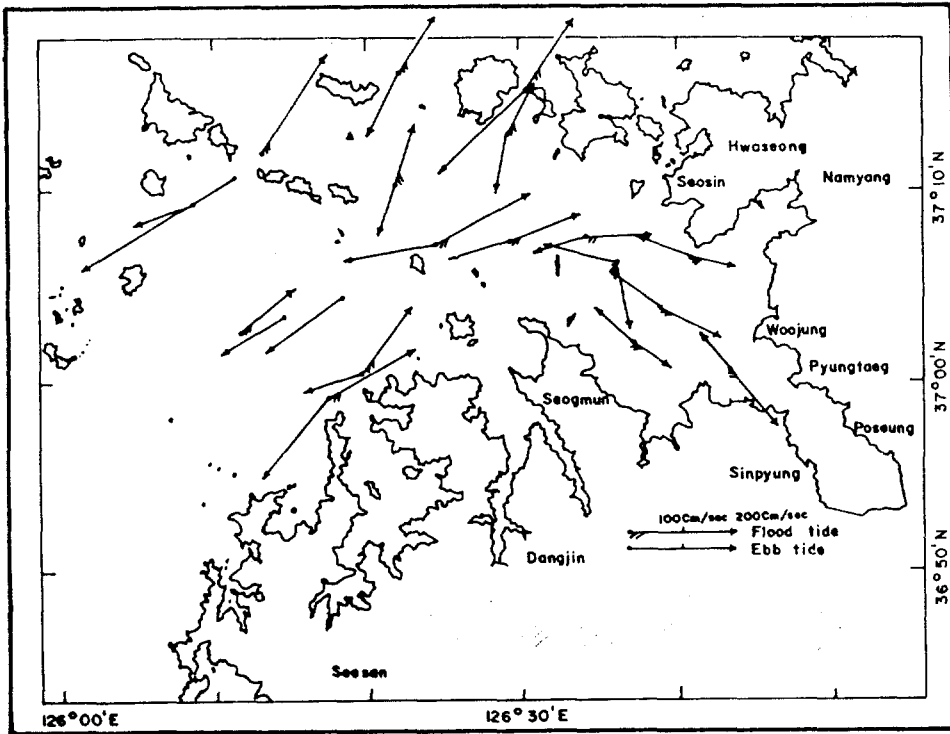 Hwaseong
Seosin
Namyang
37°10'N
Woojung
Pyungtaeg
37°00'N
Seogmun
Poseung
Sinpyung
100Cm/sec 200Cm/sec
Flood tide
Ebb tide
Dangjin
36°50'N
Seesan
126°00'E
126°30'E